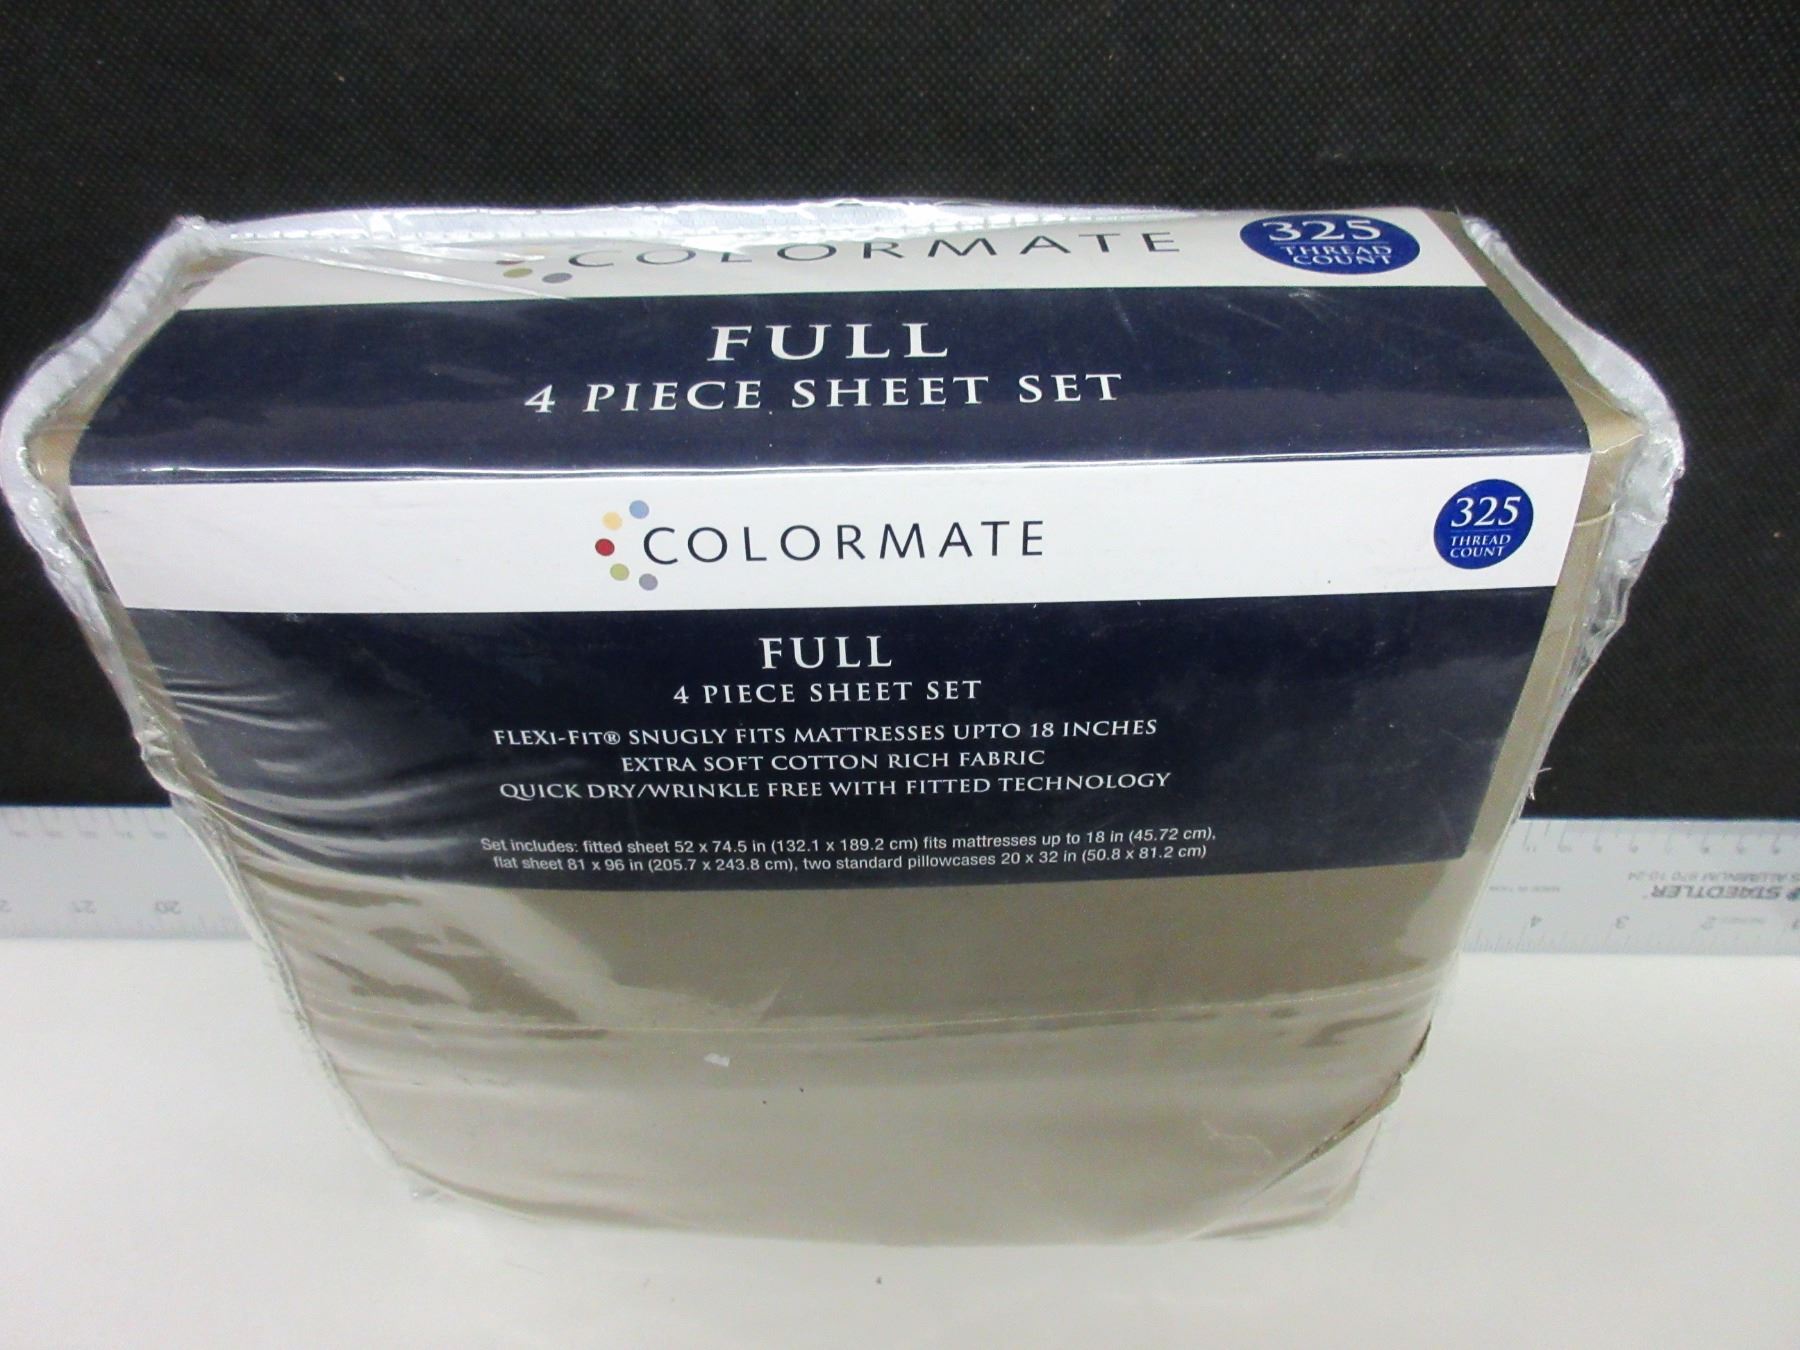 COLORMATE
325
THREAD
COUNT
FULL
4 PIECE SHEET SET
COLORMATE
325
THREAD
COUNT
FULL
4 PIECE SHEET SET
FLEXI-FIT® SNUGLY FITS MATTRESSES UPTO 18 INCHES
EXTRA SOFT COTTON RICH FABRIC
QUICK DRY/WRINKLE FREE WITH FITTED TECHNOLOGY
Set includes: fitted sheet 52 x 74.5 in (132.1 x 189.2 cm) fits mattresses up to 18 in (45.72 cm),
flat sheet 81 x 96 in (205.7 x 243.8 cm), two standard pillowcases 20 x 32 in (50.8 x 81.2 cm)
STAEDTLER
4 3 2